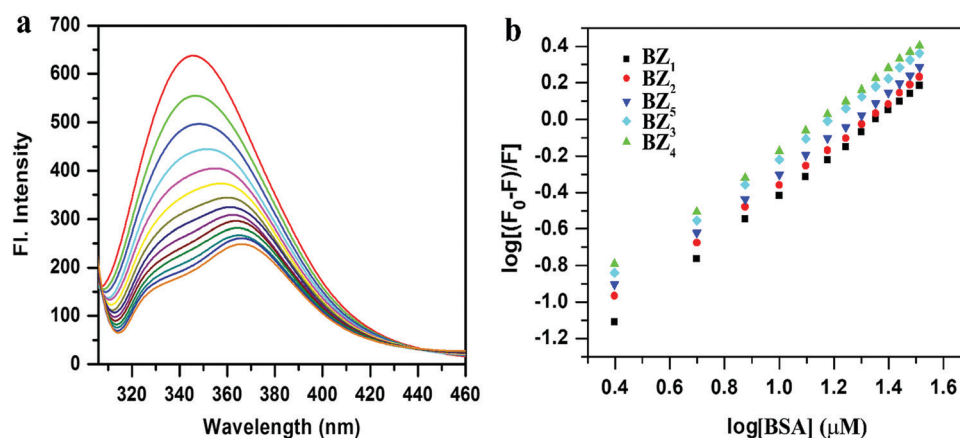 a
700
600
500
400
300
200
100
0
Fl. Intensity
320 340 360 380 400 420 440 460
Wavelength (nm)
b
0.4
0.2
0.0
-0.2
-0.4
-0.6
-0.8
-1.0
-1.2
log[(F₀-F)/F]
BZ₁
BZ₂
BZ₅
BZ₃
BZ₄
0.4 0.6 0.8 1.0 1.2 1.4 1.6
log[BSA] (μM)